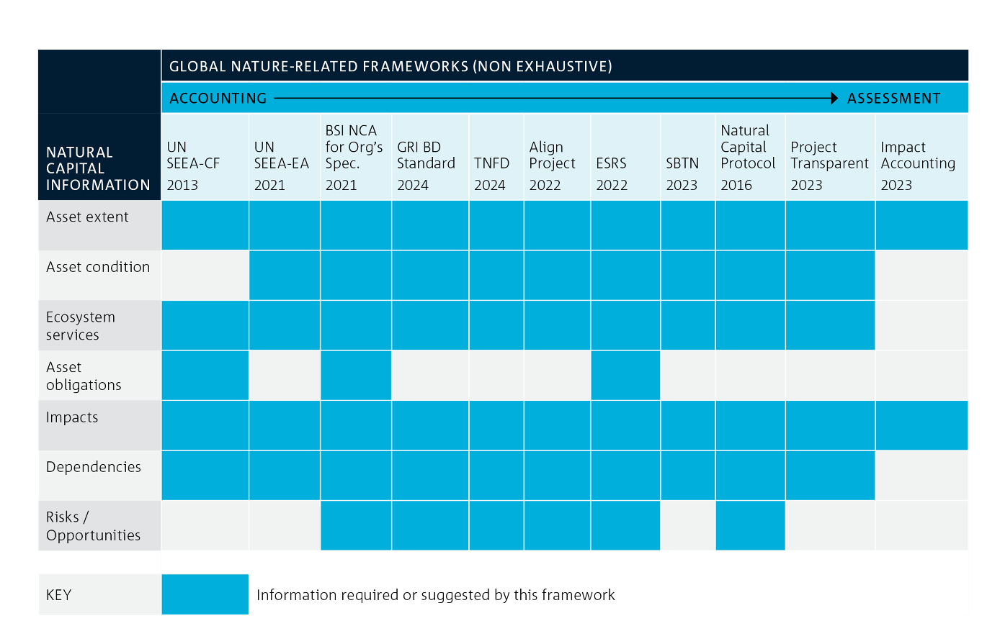 GLOBAL NATURE-RELATED FRAMEWORKS (NON EXHAUSTIVE)
ACCOUNTING
ASSESSMENT
NATURAL
CAPITAL
INFORMATION
UN
SEEA-CF
2013
UN
SEEA-EA
2021
BSI NCA
for Org’s
Spec.
2021
GRI BD
Standard
2024
TNFD
2024
Align
Project
2022
ESRS
2022
SBTN
2023
Natural
Capital
Protocol
2016
Project
Transparent
2023
Impact
Accounting
2023
Asset extent
Asset condition
Ecosystem
services
Asset
obligations
Impacts
Dependencies
Risks /
Opportunities
KEY
Information required or suggested by this framework